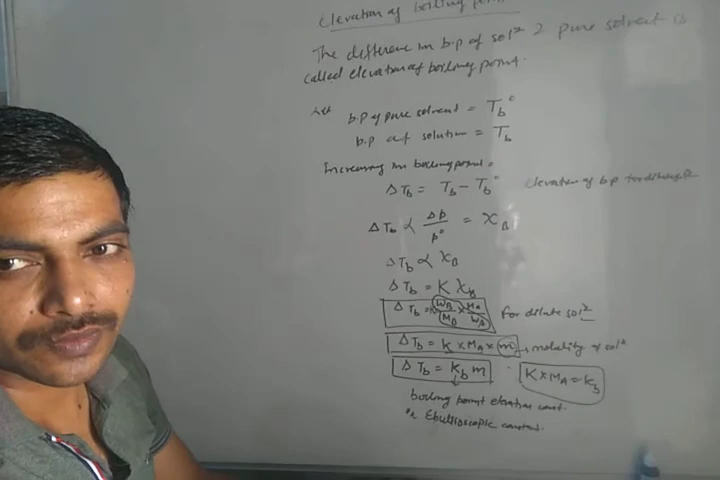 Elevation of boiling point
The difference in b.p of solⁿ & pure solvent is
called elevation of boiling point.
Let b.p of pure solvent = T_b°
b.p of solution = T_b
Increasing in boiling point =
ΔT_b = T_b - T_b° elevation of b.p
ΔT_b ∝ Δp/p° = X_B
ΔT_b ∝ X_B
ΔT_b = K X_B
ΔT_b = K W_B/M_B × M_A/W_A for dilute solⁿ
ΔT_b = K × M_A × m → molality of solⁿ
ΔT_b = K_b m K × M_A = K_b
boiling point elevation const.
or Ebullioscopic constant.